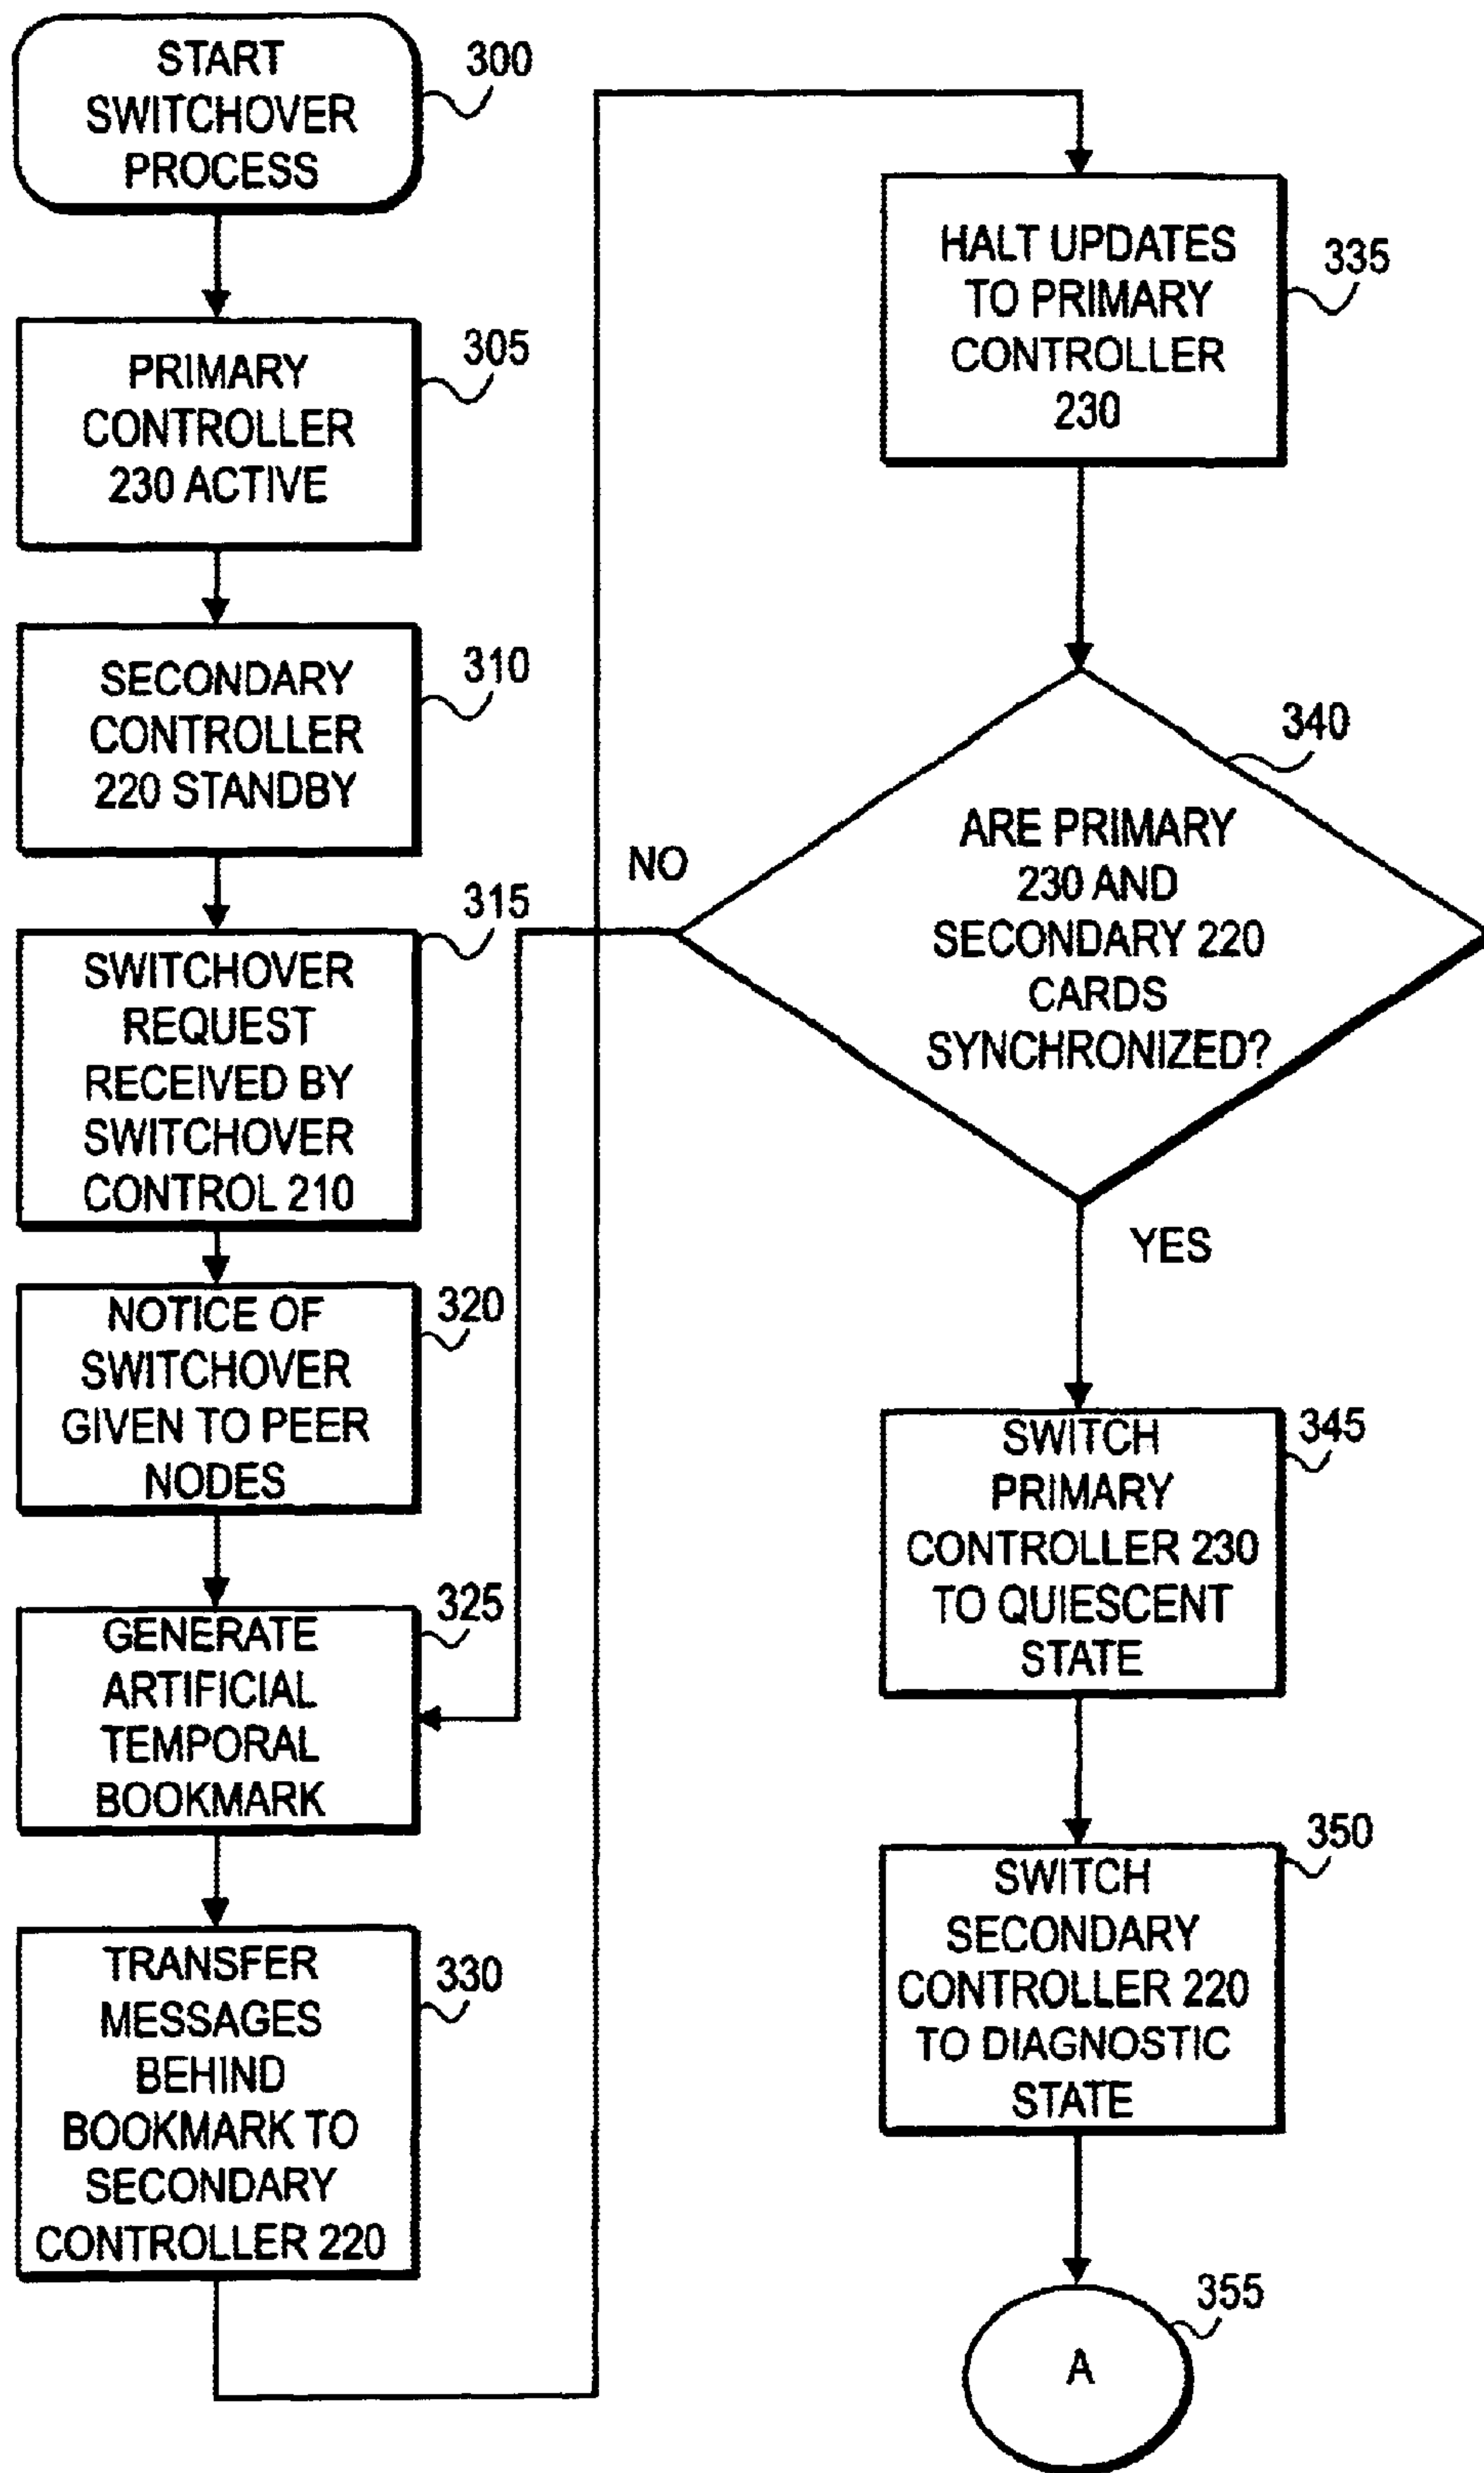 START
SWITCHOVER
PROCESS
300
PRIMARY
CONTROLLER
230 ACTIVE
305
SECONDARY
CONTROLLER
220 STANDBY
310
SWITCHOVER
REQUEST
RECEIVED BY
SWITCHOVER
CONTROL 210
315
NOTICE OF
SWITCHOVER
GIVEN TO PEER
NODES
320
GENERATE
ARTIFICIAL
TEMPORAL
BOOKMARK
325
TRANSFER
MESSAGES
BEHIND
BOOKMARK TO
SECONDARY
CONTROLLER 220
330
HALT UPDATES
TO PRIMARY
CONTROLLER
230
335
ARE PRIMARY
230 AND
SECONDARY 220
CARDS
SYNCHRONIZED?
340
NO
YES
SWITCH
PRIMARY
CONTROLLER 230
TO QUIESCENT
STATE
345
SWITCH
SECONDARY
CONTROLLER 220
TO DIAGNOSTIC
STATE
350
A
355